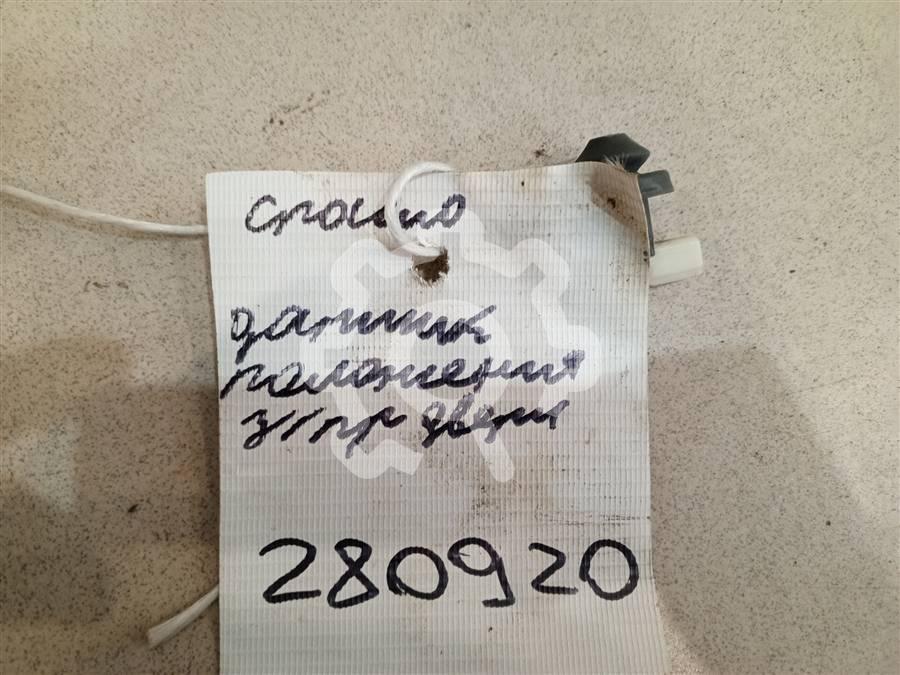 Спасио
датчик
положения
з/пр двери
280920